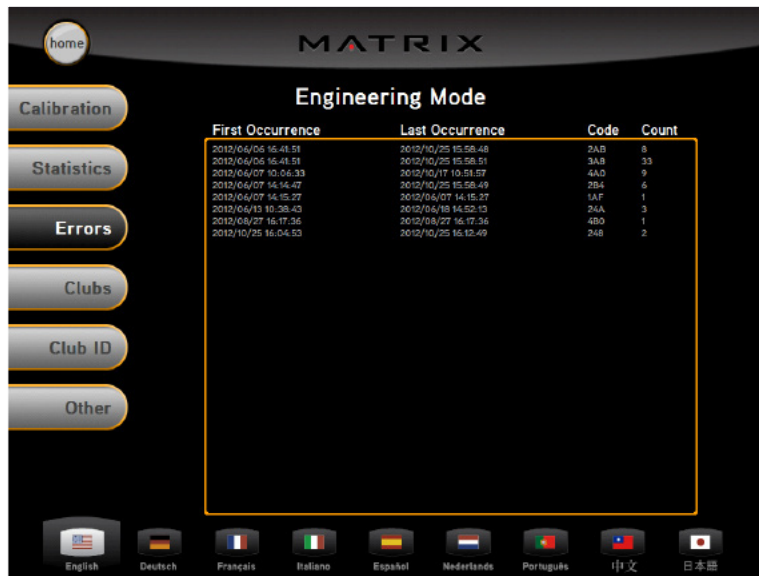 home
MATRIX
Engineering Mode
Calibration
Statistics
Errors
Clubs
Club ID
Other
First Occurrence Last Occurrence Code Count
2012/06/06 16:41:51 2012/10/25 15:58:48 2AB 8
2012/06/06 16:41:51 2012/10/25 15:58:51 3A8 33
2012/06/07 10:06:33 2012/10/17 10:51:57 4A0 9
2012/06/07 14:14:47 2012/10/25 15:58:49 2B4 6
2012/06/07 14:15:27 2012/06/07 14:15:27 1AF 1
2012/06/13 10:38:43 2012/06/18 14:52:13 24A 3
2012/08/27 16:17:36 2012/08/27 16:17:36 4B0 1
2012/10/25 16:04:53 2012/10/25 16:12:49 248 2
English Deutsch Français Italiano Español Nederlands Português 中文 日本語